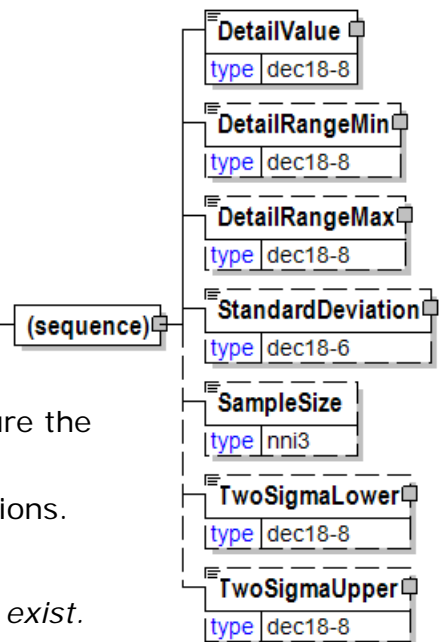 DetailValue
type dec18-8
DetailRangeMin
type dec18-8
DetailRangeMax
type dec18-8
(sequence)
StandardDeviation
type dec18-6
SampleSize
type nni3
TwoSigmaLower
type dec18-8
TwoSigmaUpper
type dec18-8
ure the
ions.
exist.